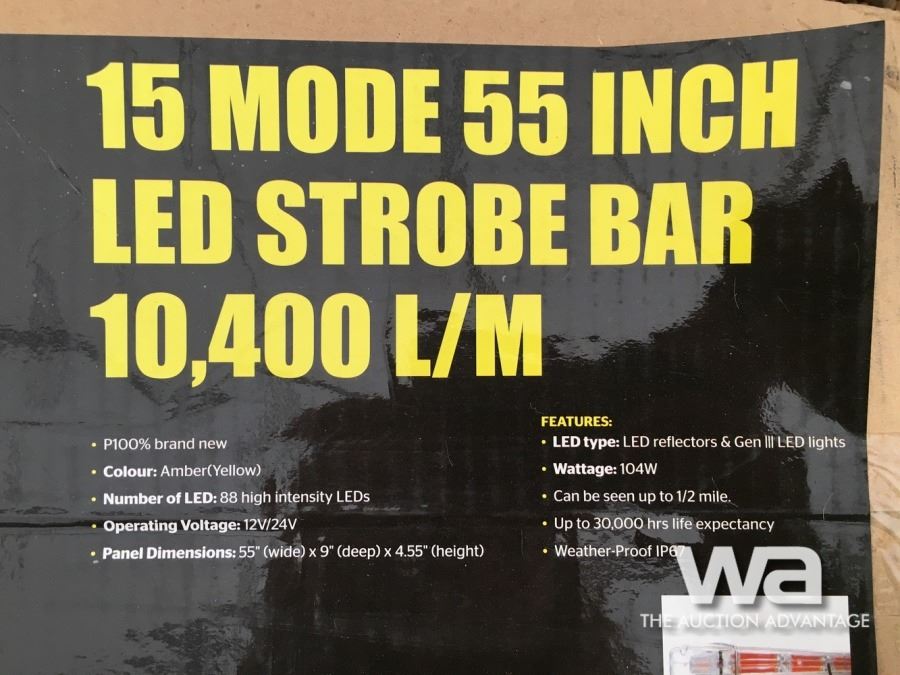 15 MODE 55 INCH
LED STROBE BAR
10,400 L/M
• P100% brand new
• Colour: Amber(Yellow)
• Number of LED: 88 high intensity LEDs
• Operating Voltage: 12V/24V
• Panel Dimensions: 55" (wide) x 9" (deep) x 4.55" (height)
FEATURES:
• LED type: LED reflectors & Gen III LED lights
• Wattage: 104W
• Can be seen up to 1/2 mile.
• Up to 30,000 hrs life expectancy
• Weather-Proof IP67
wa
THE AUCTION ADVANTAGE